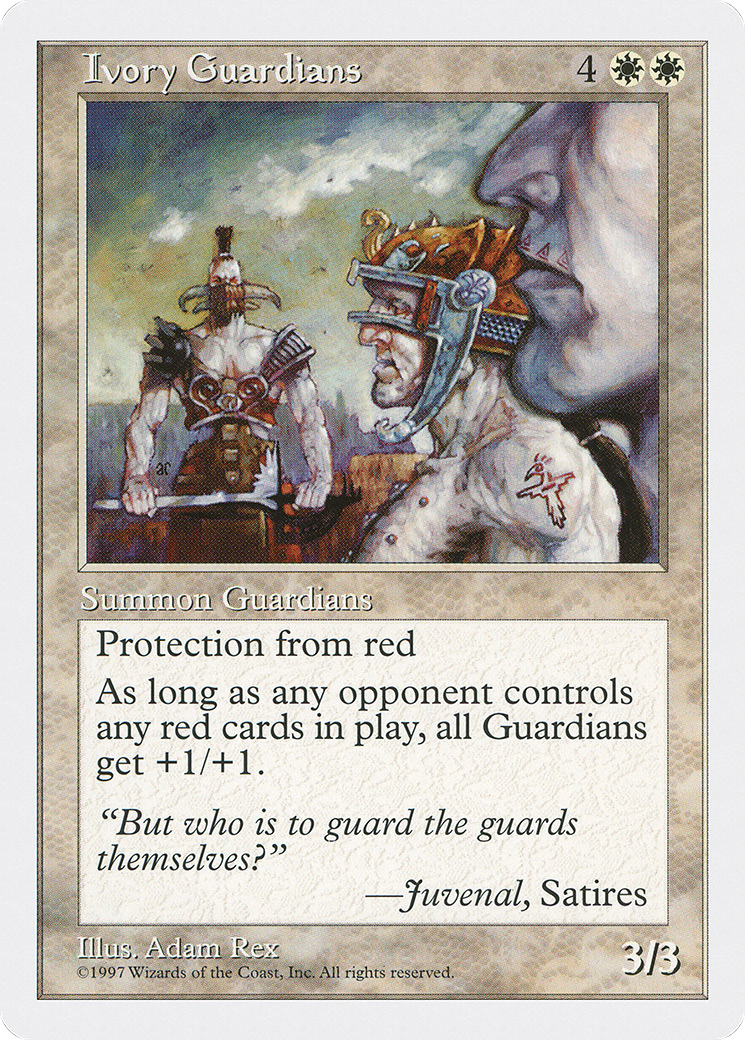 Ivory Guardians 4
ar
Summon Guardians
Protection from red
As long as any opponent controls
any red cards in play, all Guardians
get +1/+1.
“But who is to guard the guards
themselves?”
—Juvenal, Satires
Illus. Adam Rex
©1997 Wizards of the Coast, Inc. All rights reserved.
3/3